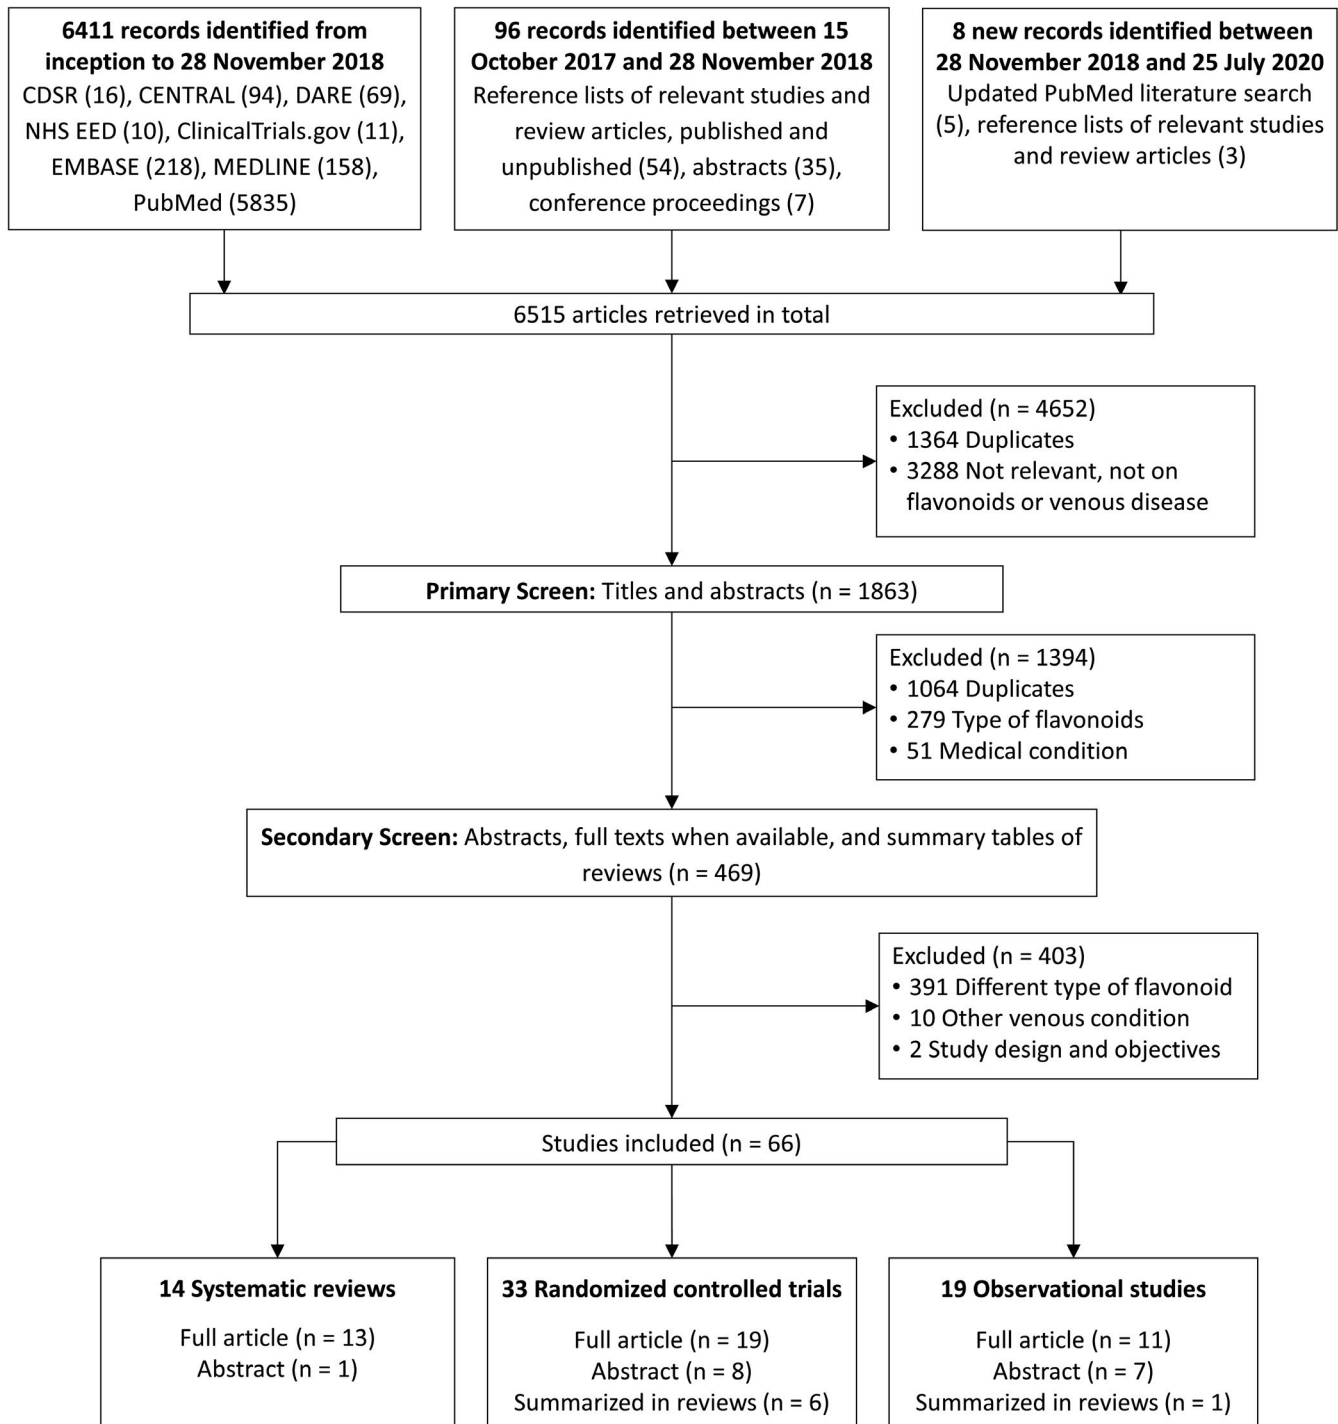 6411 records identified from
inception to 28 November 2018
CDSR (16), CENTRAL (94), DARE (69),
NHS EED (10), ClinicalTrials.gov (11),
EMBASE (218), MEDLINE (158),
PubMed (5835)
96 records identified between 15
October 2017 and 28 November 2018
Reference lists of relevant studies and
review articles, published and
unpublished (54), abstracts (35),
conference proceedings (7)
8 new records identified between
28 November 2018 and 25 July 2020
Updated PubMed literature search
(5), reference lists of relevant studies
and review articles (3)
6515 articles retrieved in total
Excluded (n = 4652)
• 1364 Duplicates
• 3288 Not relevant, not on
flavonoids or venous disease
Primary Screen: Titles and abstracts (n = 1863)
Excluded (n = 1394)
• 1064 Duplicates
• 279 Type of flavonoids
• 51 Medical condition
Secondary Screen: Abstracts, full texts when available, and summary tables of
reviews (n = 469)
Excluded (n = 403)
• 391 Different type of flavonoid
• 10 Other venous condition
• 2 Study design and objectives
Studies included (n = 66)
14 Systematic reviews
Full article (n = 13)
Abstract (n = 1)
33 Randomized controlled trials
Full article (n = 19)
Abstract (n = 8)
Summarized in reviews (n = 6)
19 Observational studies
Full article (n = 11)
Abstract (n = 7)
Summarized in reviews (n = 1)